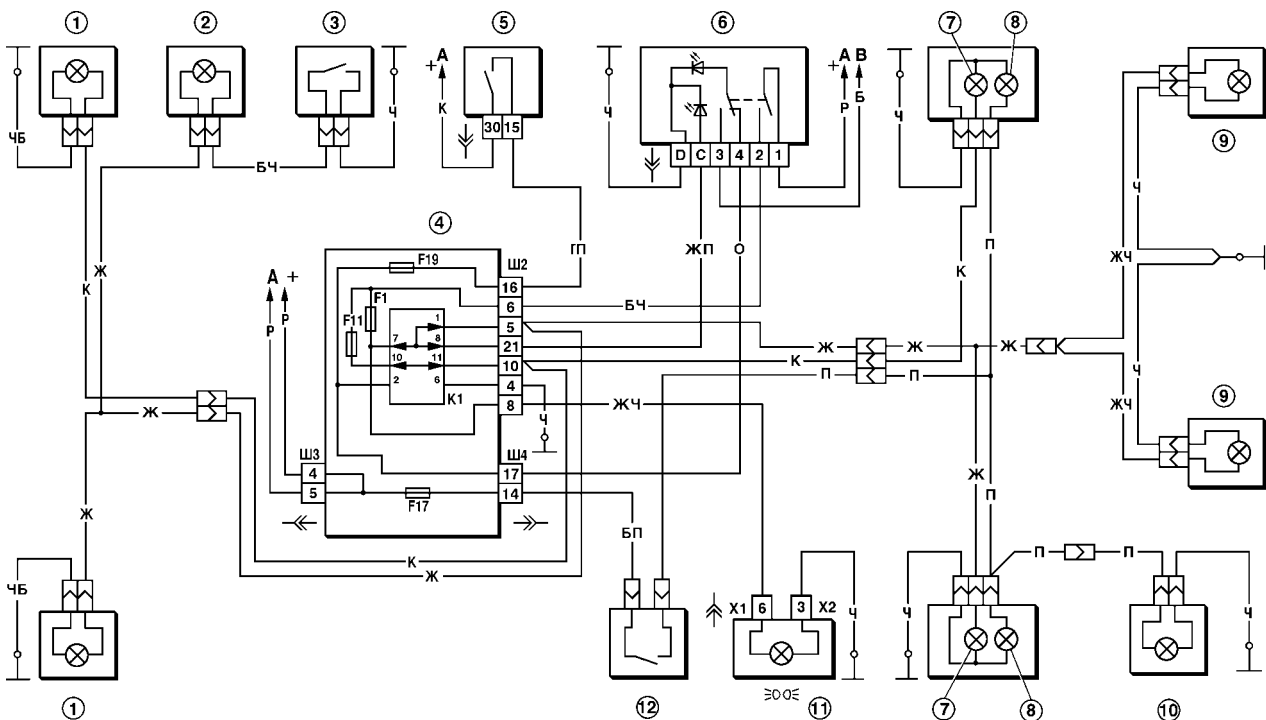 1 2 3 5 6 7 8
+А К
+А В
Р Б
9
30 15
D C 3 4 2 1
ЧБ
Ч
Ч
Ч
БЧ
К
Ж
4
ГП
ЖП
О
К
П
Ч
ЖЧ
А +
Р Р
F19
Ш2
16
6
БЧ
F1
F11
1
7 8
10 11
2 6
К1
5
21
10
4
8
Ж Ж Ж
К
П П
Ж
ЖЧ
Ч
Ч
ЖЧ
9
Ш3
4
5
Ш4
17
14
F17
Ж
БП
Ж
П
К
Ж
ЧБ
П П
Х1 6 3 Х2
Ч
Ч
Ч
1 12 11 7 8 10